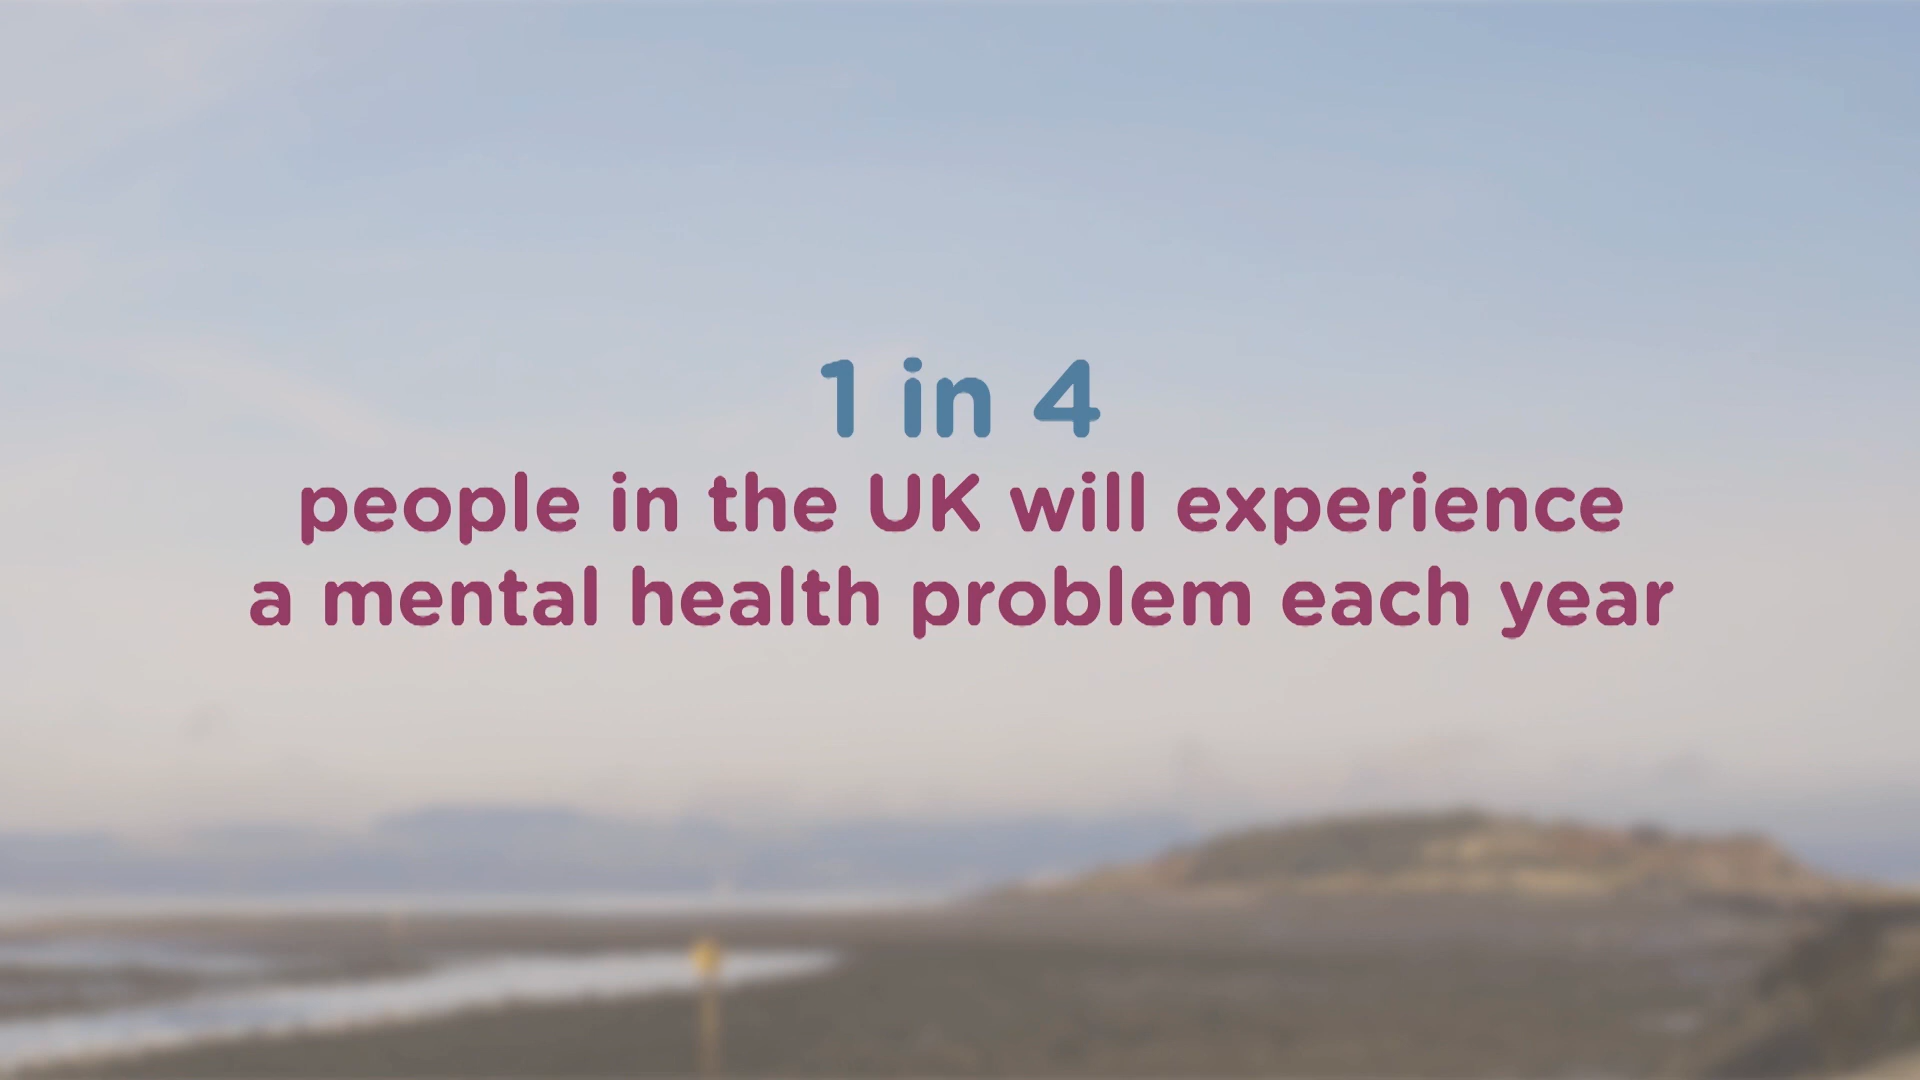 1 in 4
people in the UK will experience
a mental health problem each year